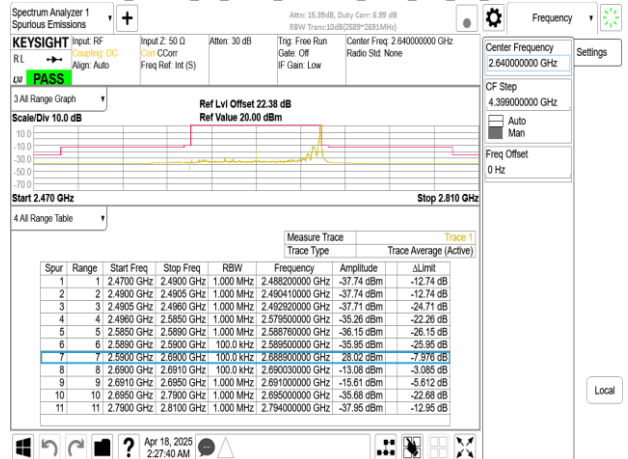 Spectrum Analyzer 1
Spurious Emissions
Attn: 15.39dB, Duty Corr: 6.99 dB
RBW Trans:10dB(2589~2691MHz)
Frequency
KEYSIGHT
RL
LXI PASS
Input: RF
Coupling: DC
Align: Auto
Input Z: 50 Ω
Corr CCorr
Freq Ref: Int (S)
Atten: 30 dB
Trig: Free Run
Gate: Off
IF Gain: Low
Center Freq: 2.640000000 GHz
Radio Std: None
Center Frequency
2.640000000 GHz
Settings
CF Step
4.399000000 GHz
Auto
Man
Freq Offset
0 Hz
Local
3 All Range Graph
Scale/Div 10.0 dB
Ref Lvl Offset 22.38 dB
Ref Value 20.00 dBm
10.0
-10.0
-30.0
-50.0
-70.0
Start 2.470 GHz
Stop 2.810 GHz
4 All Range Table
Measure Trace Trace 1
Trace Type Trace Average (Active)
Spur Range Start Freq Stop Freq RBW Frequency Amplitude ΔLimit
1 1 2.4700 GHz 2.4900 GHz 1.000 MHz 2.488200000 GHz -37.74 dBm -12.74 dB
2 2 2.4900 GHz 2.4905 GHz 1.000 MHz 2.490410000 GHz -37.74 dBm -12.74 dB
3 3 2.4905 GHz 2.4960 GHz 1.000 MHz 2.492920000 GHz -37.71 dBm -24.71 dB
4 4 2.4960 GHz 2.5850 GHz 1.000 MHz 2.579500000 GHz -35.26 dBm -22.26 dB
5 5 2.5850 GHz 2.5890 GHz 1.000 MHz 2.588760000 GHz -36.15 dBm -26.15 dB
6 6 2.5890 GHz 2.5900 GHz 100.0 kHz 2.589500000 GHz -35.95 dBm -25.95 dB
7 7 2.5900 GHz 2.6900 GHz 100.0 kHz 2.688900000 GHz 28.02 dBm -7.976 dB
8 8 2.6900 GHz 2.6910 GHz 100.0 kHz 2.690030000 GHz -13.08 dBm -3.085 dB
9 9 2.6910 GHz 2.6950 GHz 1.000 MHz 2.691000000 GHz -15.61 dBm -5.612 dB
10 10 2.6950 GHz 2.7900 GHz 1.000 MHz 2.695000000 GHz -35.68 dBm -22.68 dB
11 11 2.7900 GHz 2.8100 GHz 1.000 MHz 2.794000000 GHz -37.95 dBm -12.95 dB
Apr 18, 2025
2:27:40 AM